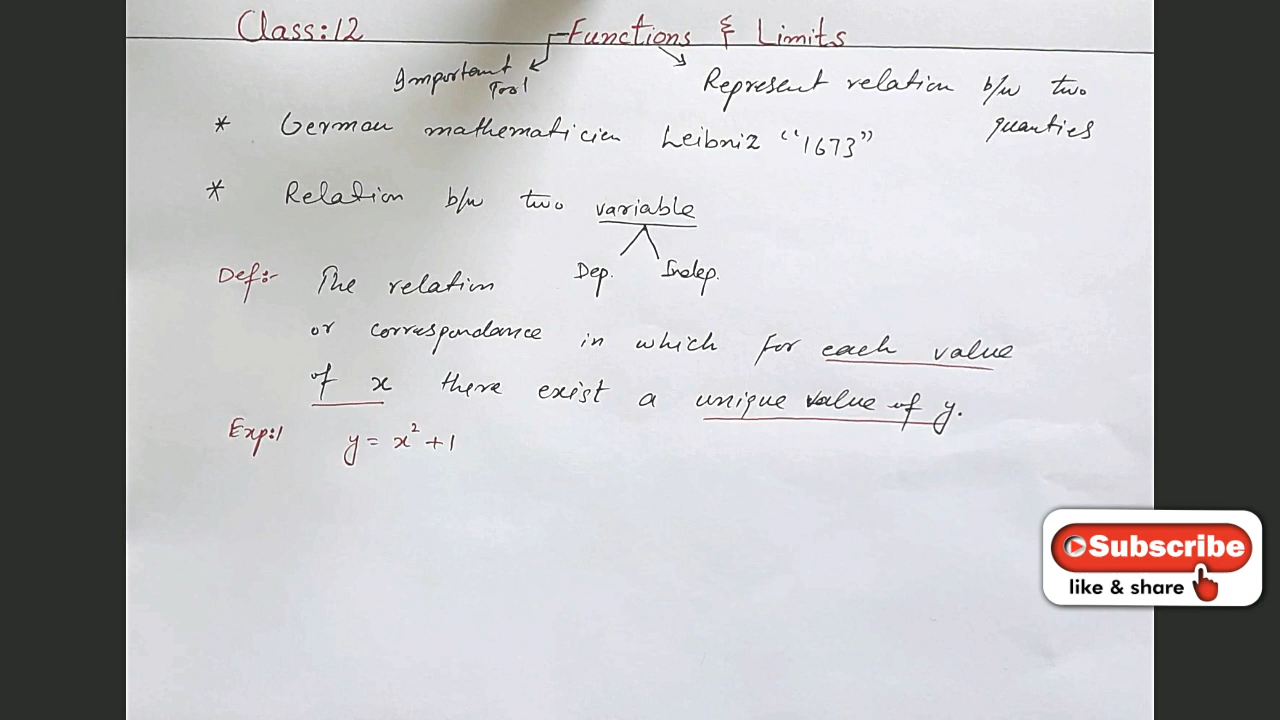 Class:12 Functions & Limits
Important Tool
Represent relation b/w two quanties
* German mathematicien Leibniz "1673"
* Relation b/w two variable
Dep. Indep.
Def:- The relation
or correspondance in which for each value
of x there exist a unique value of y.
Exp:1 y = x² + 1
Subscribe
like & share